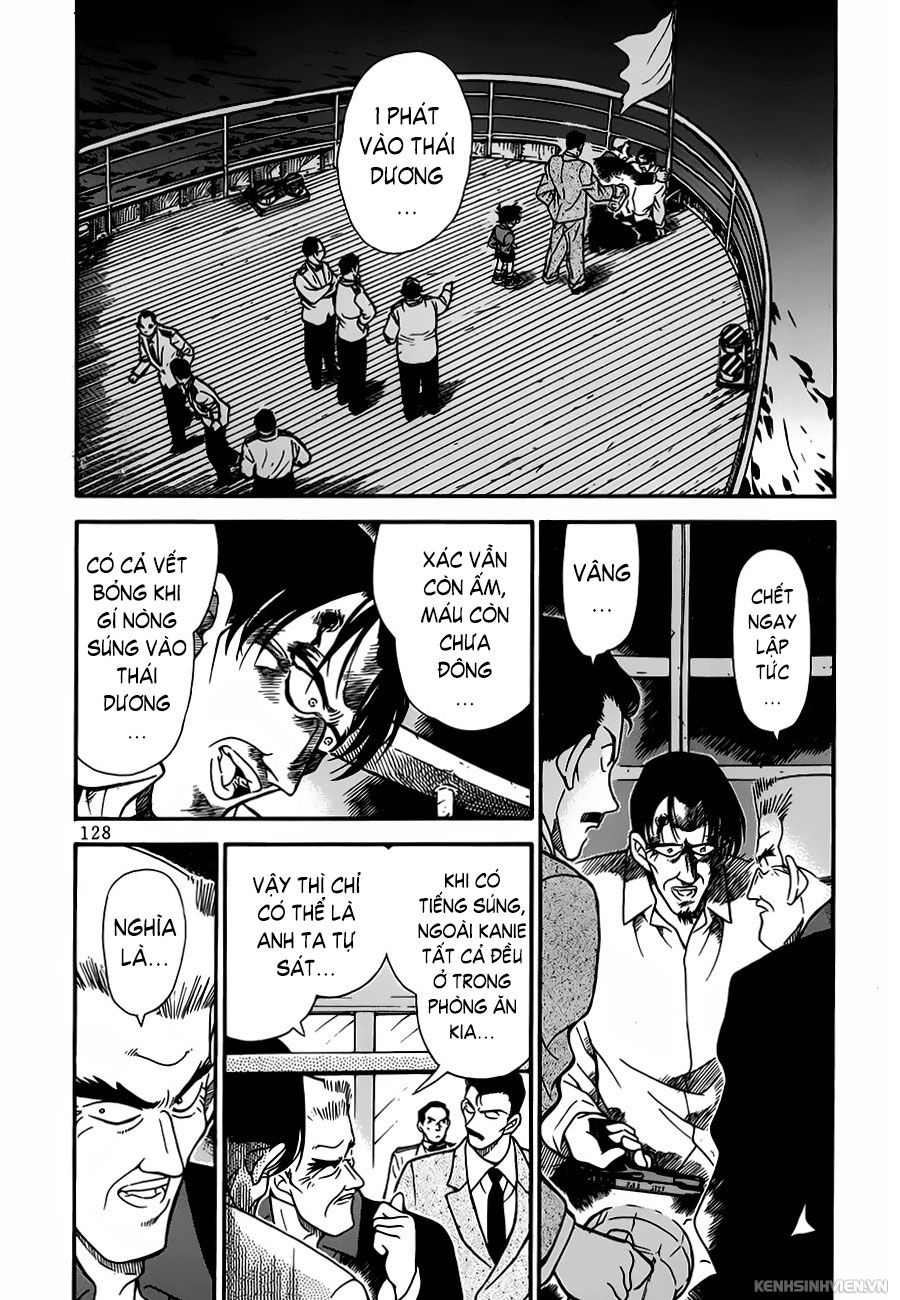 1 PHÁT
VÀO THÁI
DƯƠNG
...
CHẾT
NGAY
LẬP
TỨC
...
VÂNG
...
XÁC VẪN
CÒN ẤM,
MÁU CÒN
CHƯA
ĐÔNG
...
CÓ CẢ VẾT
BỎNG KHI
GÍ NÒNG
SÚNG VÀO
THÁI
DƯƠNG
...
128
KHI CÓ
TIẾNG SÚNG,
NGOÀI KANIE
TẤT CẢ ĐỀU
Ở TRONG
PHÒNG ĂN
KIA...
VẬY THÌ CHỈ
CÓ THỂ LÀ
ANH TA TỰ
SÁT...
NGHĨA
LÀ...
KENHSINHVIEN.VN